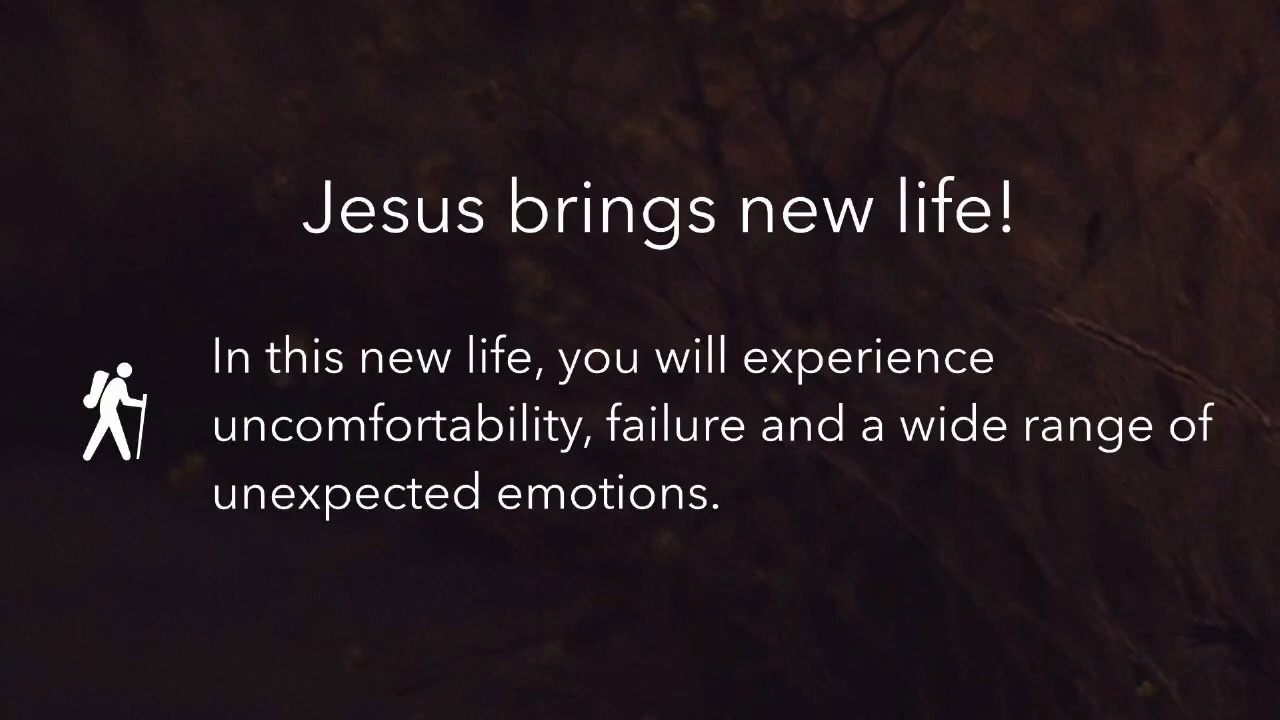 Jesus brings new life!
In this new life, you will experience
uncomfortability, failure and a wide range of
unexpected emotions.